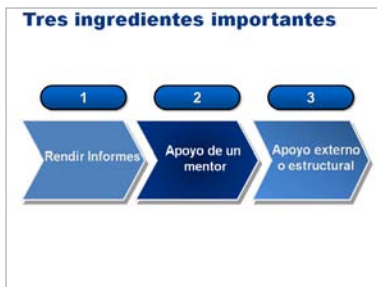 Tres ingredientes importantes
1
2
3
Rendir Informes
Apoyo de un
mentor
Apoyo externo
o estructural